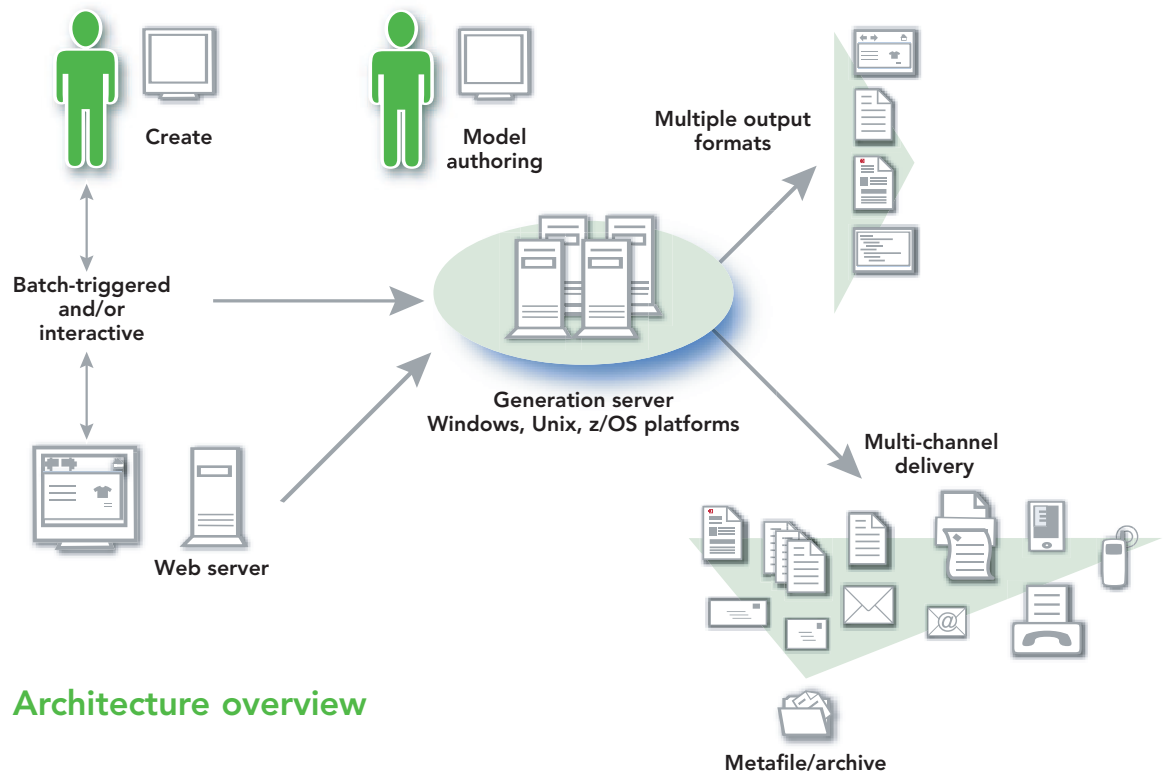 Create
Model
authoring
Multiple output
formats
Batch-triggered
and/or
interactive
Generation server
Windows, Unix, z/OS platforms
Multi-channel
delivery
Web server
@
Architecture overview
Metafile/archive